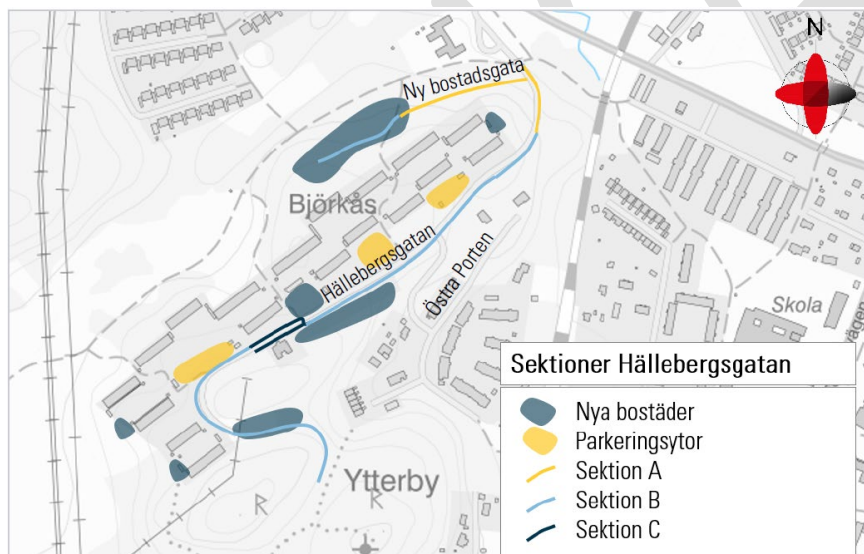 N
Ny bostadsgata
Björkås
Hällebergsgatan
Östra Porten
Skola
Ytterby
Sektioner Hällebergsgatan
Nya bostäder
Parkeringsytor
Sektion A
Sektion B
Sektion C